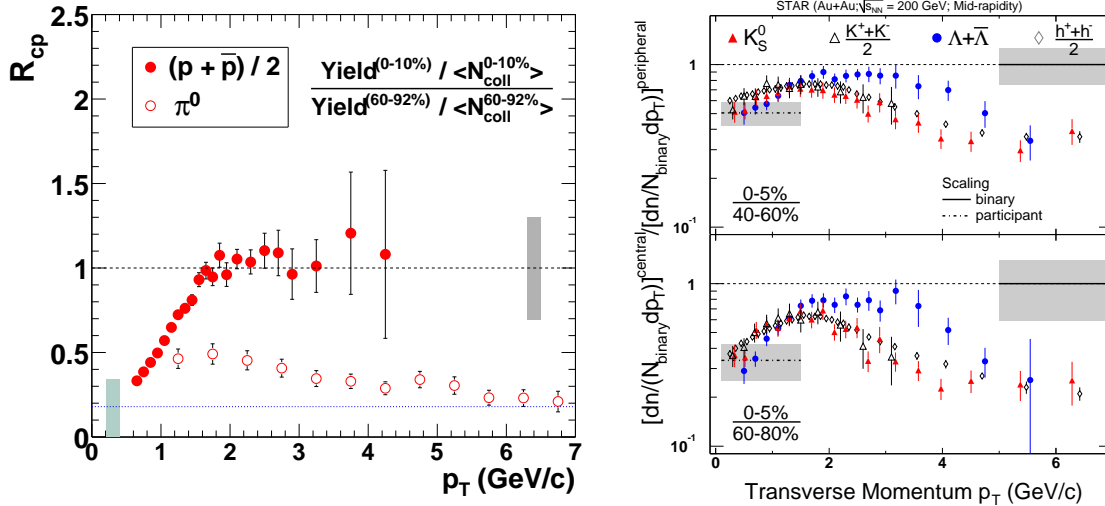 R_cp
2.5
2
1.5
1
0.5
0
0 1 2 3 4 5 6 7
p_T (GeV/c)
(p + p̅) / 2
π⁰
Yield^(0-10%) / <N_coll^0-10%>
Yield^(60-92%) / <N_coll^60-92%>
STAR (Au+Au; √s_NN = 200 GeV; Mid-rapidity)
K_S^0
K⁺+K⁻
2
Λ+Λ̅
h⁺+h⁻
2
1
10⁻¹
0-5%
40-60%
Scaling
binary
participant
[dn/(N_binary dp_T)]^central/[dn/N_binary dp_T)]^peripheral
1
10⁻¹
0-5%
60-80%
0 2 4 6
Transverse Momentum p_T (GeV/c)